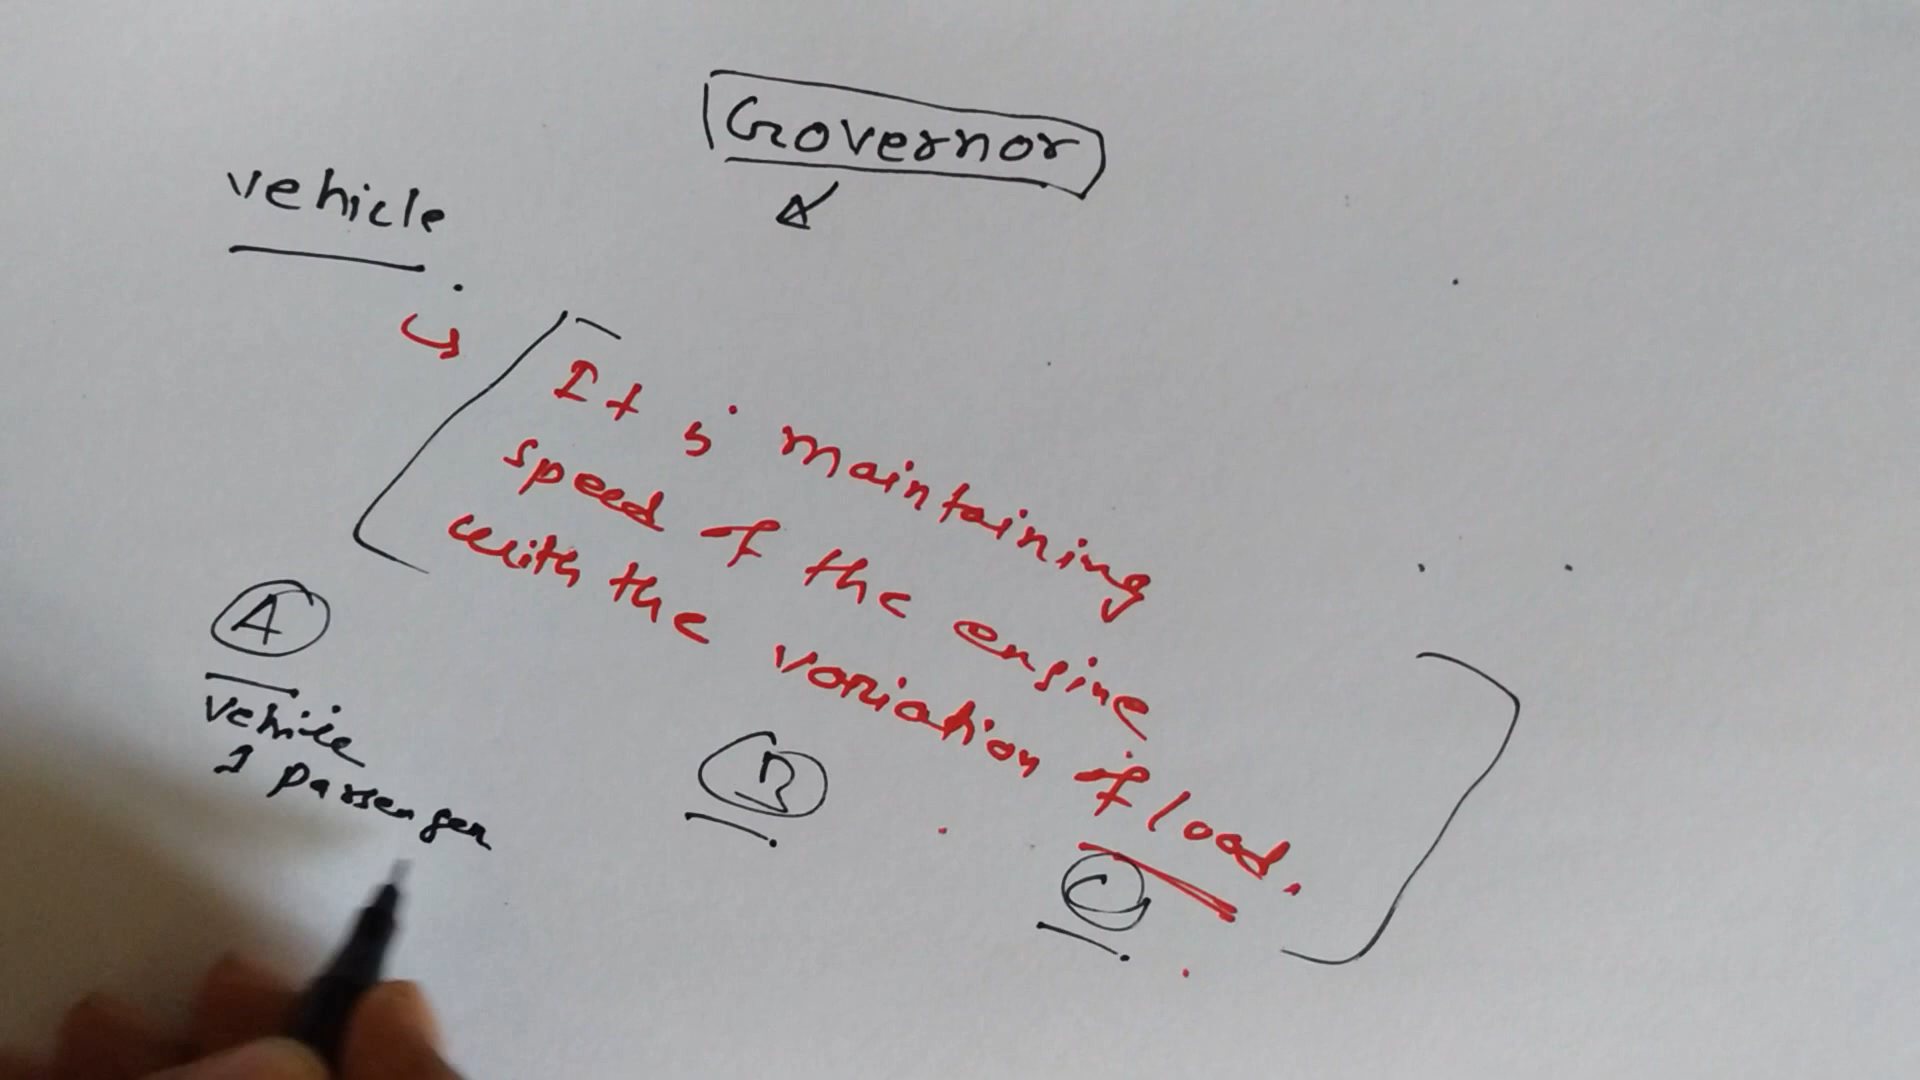 Governor
vehicle
It is maintaining
speed of the engine
with the variation of load.
A
vehicle
1 passenger
B
C